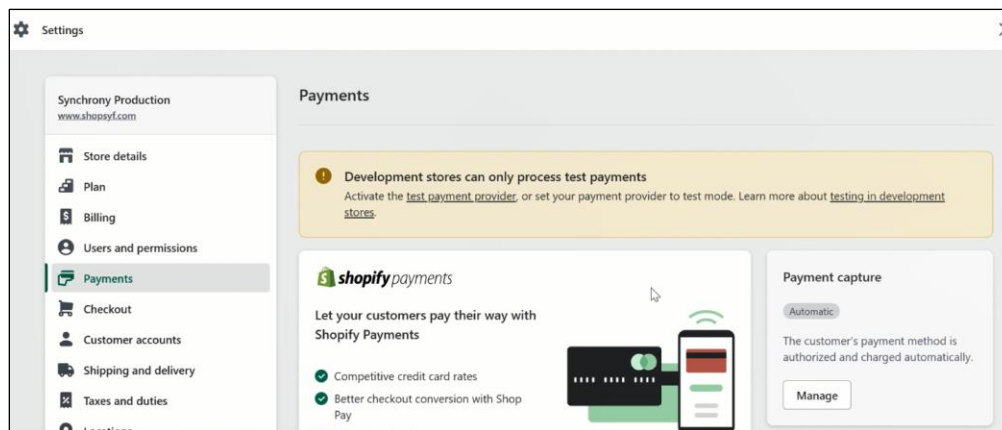 Settings
Synchrony Production
www.shopsyf.com
Store details
Plan
Billing
Users and permissions
Payments
Checkout
Customer accounts
Shipping and delivery
Taxes and duties
Locations
Payments
Development stores can only process test payments
Activate the test payment provider, or set your payment provider to test mode. Learn more about testing in development
stores.
shopify payments
Let your customers pay their way with
Shopify Payments
Competitive credit card rates
Better checkout conversion with Shop
Pay
Payment capture
Automatic
The customer's payment method is
authorized and charged automatically.
Manage